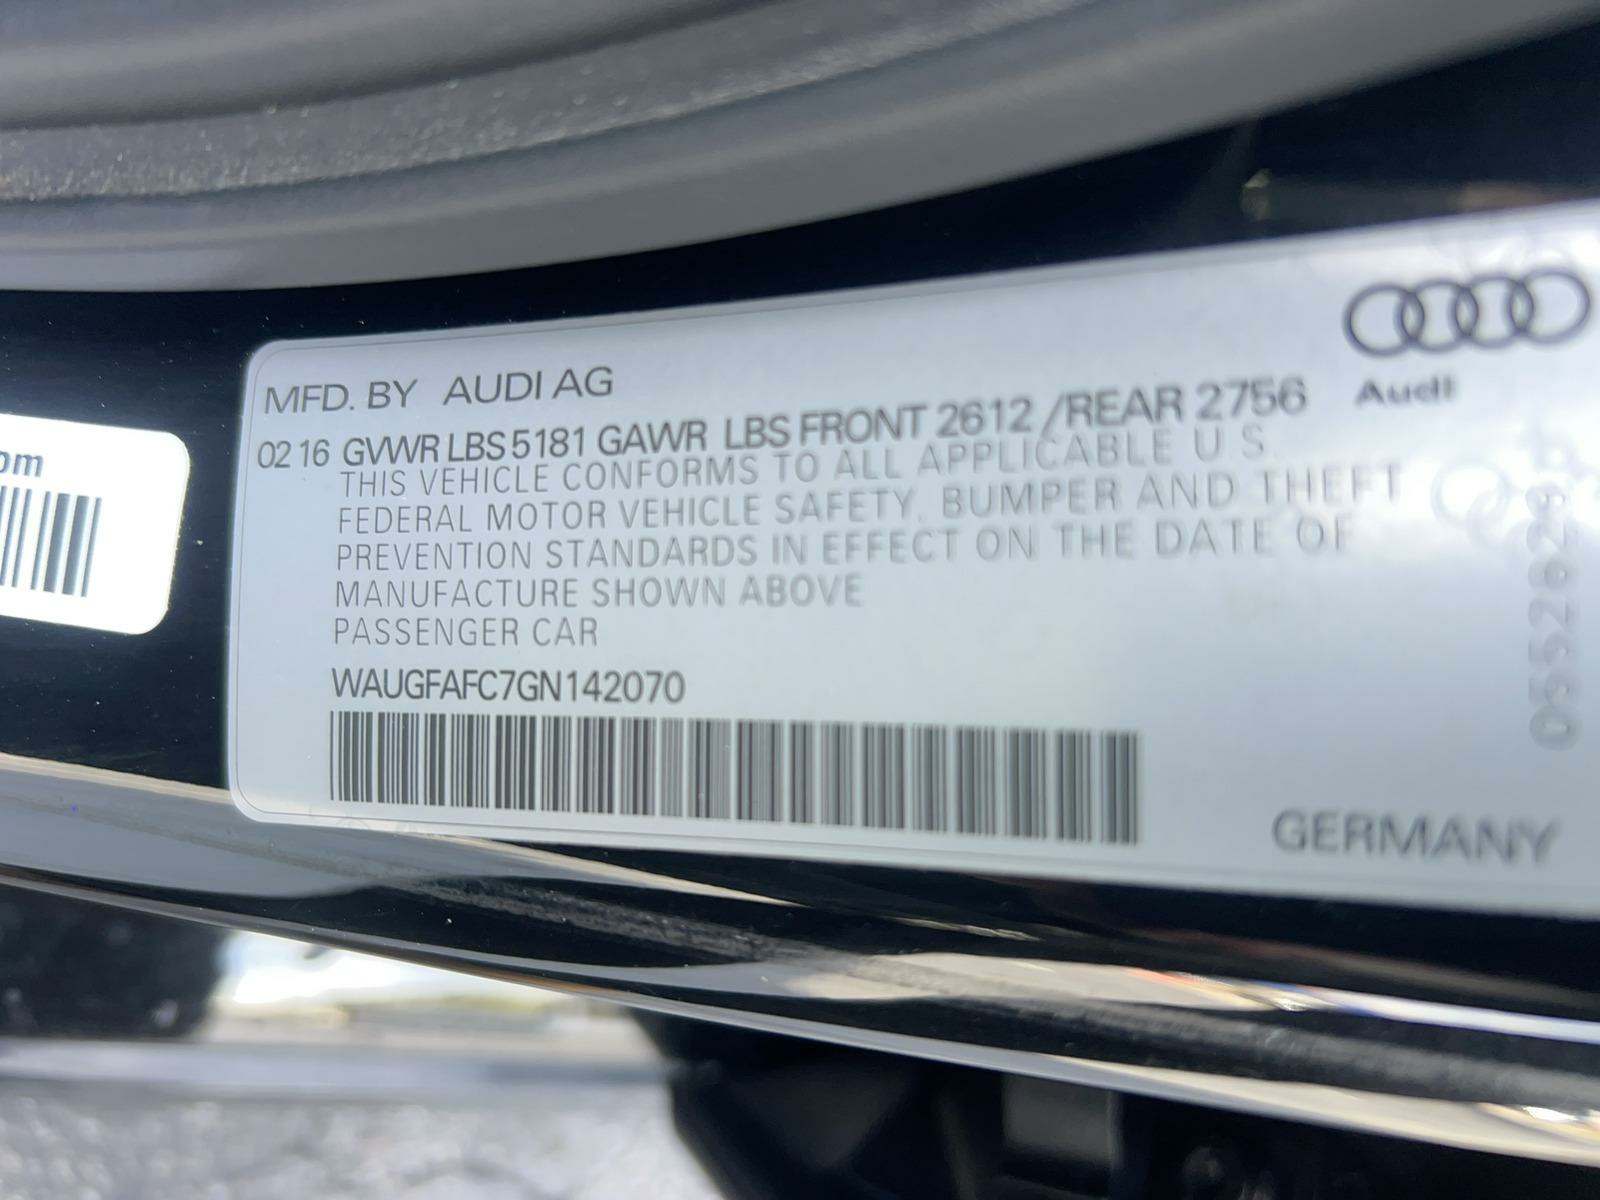 Audi
MFD. BY AUDI AG
02 16 GVWR LBS 5181 GAWR LBS FRONT 2612 /REAR 2756
THIS VEHICLE CONFORMS TO ALL APPLICABLE U S.
FEDERAL MOTOR VEHICLE SAFETY, BUMPER AND THEFT
PREVENTION STANDARDS IN EFFECT ON THE DATE OF
MANUFACTURE SHOWN ABOVE
PASSENGER CAR
WAUGFAFC7GN142070
GERMANY
om